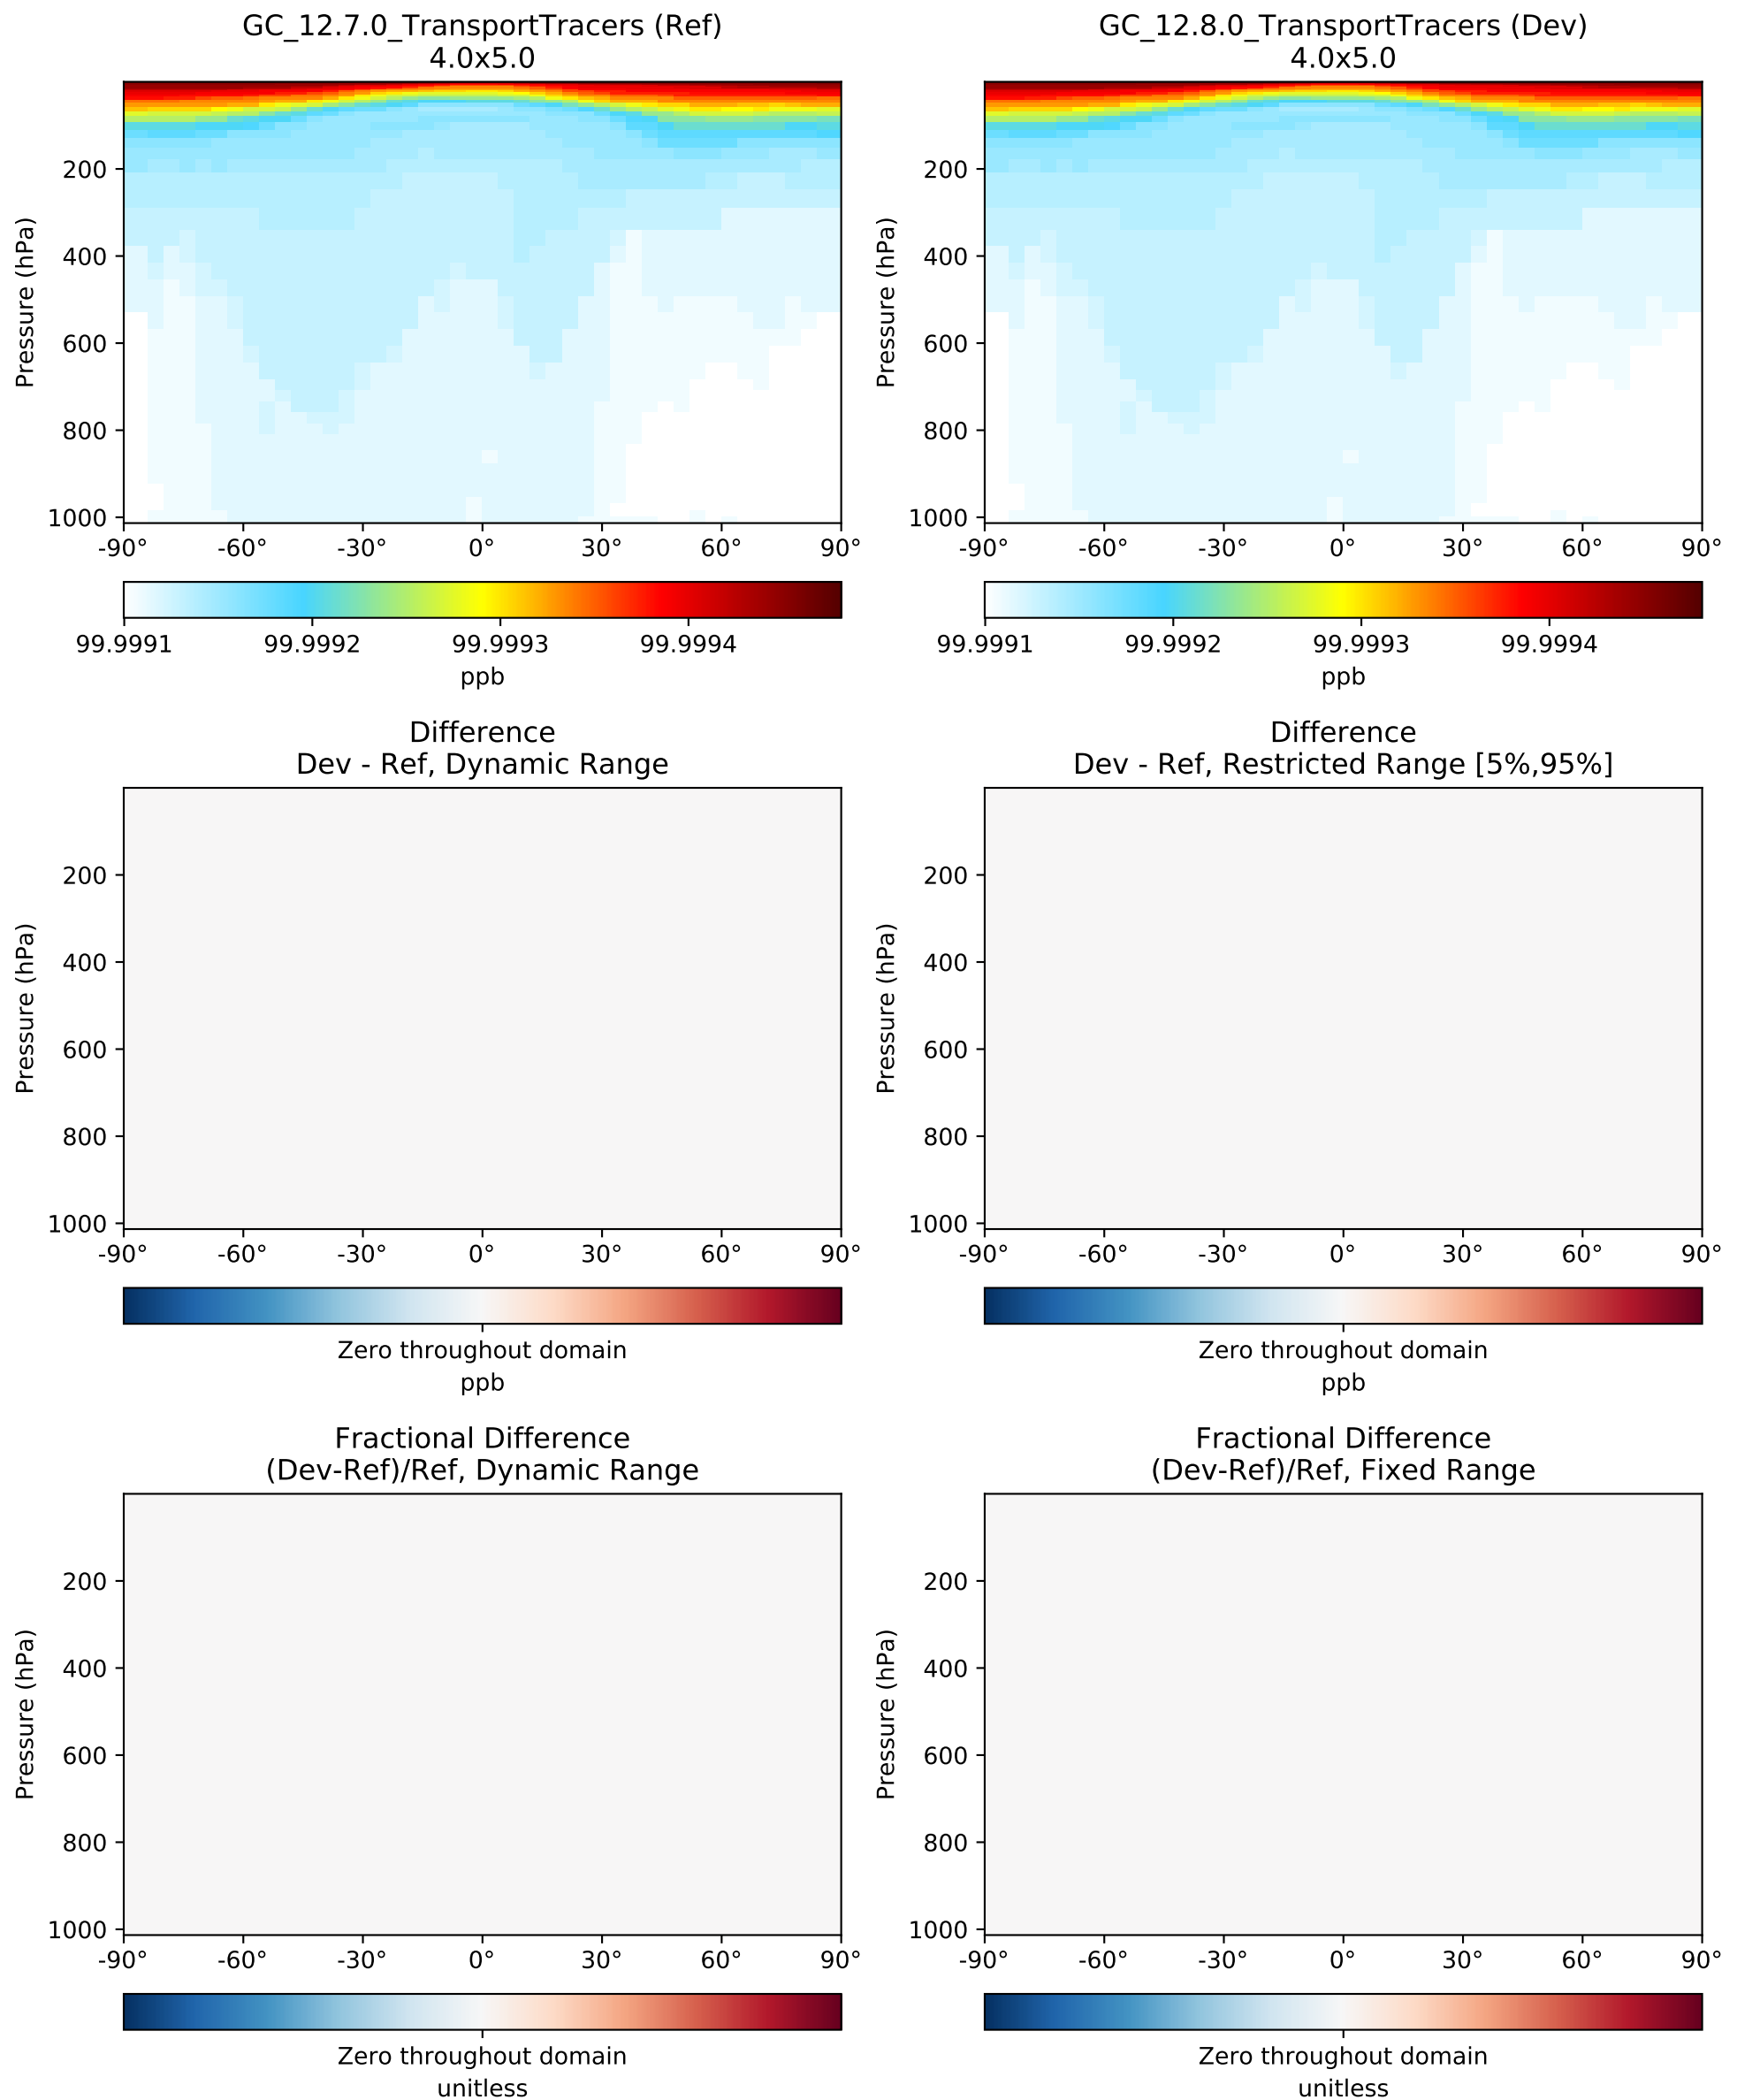 GC_12.7.0_TransportTracers (Ref)
4.0x5.0
Pressure (hPa)
200
400
600
800
1000
-90° -60° -30° 0° 30° 60° 90°
99.9991 99.9992 99.9993 99.9994
ppb
GC_12.8.0_TransportTracers (Dev)
4.0x5.0
Pressure (hPa)
200
400
600
800
1000
-90° -60° -30° 0° 30° 60° 90°
99.9991 99.9992 99.9993 99.9994
ppb
Difference
Dev - Ref, Dynamic Range
Pressure (hPa)
200
400
600
800
1000
-90° -60° -30° 0° 30° 60° 90°
Zero throughout domain
ppb
Difference
Dev - Ref, Restricted Range [5%,95%]
Pressure (hPa)
200
400
600
800
1000
-90° -60° -30° 0° 30° 60° 90°
Zero throughout domain
ppb
Fractional Difference
(Dev-Ref)/Ref, Dynamic Range
Pressure (hPa)
200
400
600
800
1000
-90° -60° -30° 0° 30° 60° 90°
Zero throughout domain
unitless
Fractional Difference
(Dev-Ref)/Ref, Fixed Range
Pressure (hPa)
200
400
600
800
1000
-90° -60° -30° 0° 30° 60° 90°
Zero throughout domain
unitless